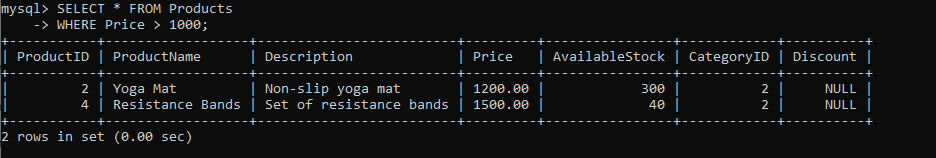 mysql> SELECT * FROM Products
    -> WHERE Price > 1000;
+-----------+------------------+-------------------------+---------+----------------+------------+----------+
| ProductID | ProductName      | Description             | Price   | AvailableStock | CategoryID | Discount |
+-----------+------------------+-------------------------+---------+----------------+------------+----------+
|         2 | Yoga Mat         | Non-slip yoga mat       | 1200.00 |            300 |          2 |     NULL |
|         4 | Resistance Bands | Set of resistance bands | 1500.00 |             40 |          2 |     NULL |
+-----------+------------------+-------------------------+---------+----------------+------------+----------+
2 rows in set (0.00 sec)